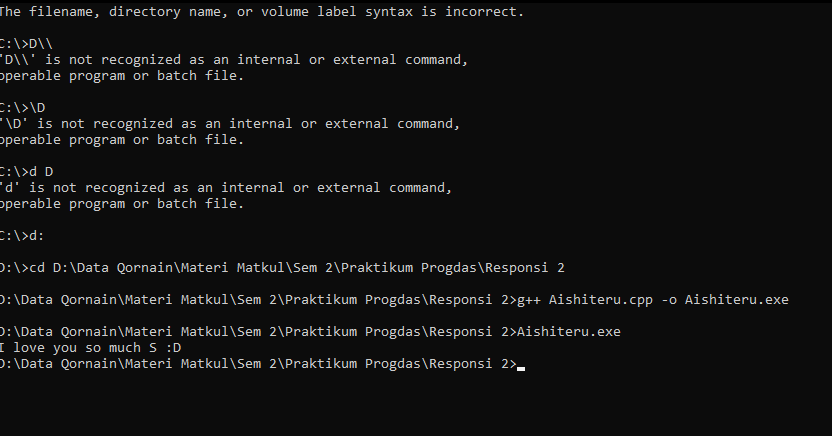 The filename, directory name, or volume label syntax is incorrect.
C:\>D\\
'D\\' is not recognized as an internal or external command,
operable program or batch file.
C:\>\D
'\D' is not recognized as an internal or external command,
operable program or batch file.
C:\>d D
'd' is not recognized as an internal or external command,
operable program or batch file.
C:\>d:
D:\>cd D:\Data Qornain\Materi Matkul\Sem 2\Praktikum Progdas\Responsi 2
D:\Data Qornain\Materi Matkul\Sem 2\Praktikum Progdas\Responsi 2>g++ Aishiteru.cpp -o Aishiteru.exe
D:\Data Qornain\Materi Matkul\Sem 2\Praktikum Progdas\Responsi 2>Aishiteru.exe
I love you so much S :D
D:\Data Qornain\Materi Matkul\Sem 2\Praktikum Progdas\Responsi 2>